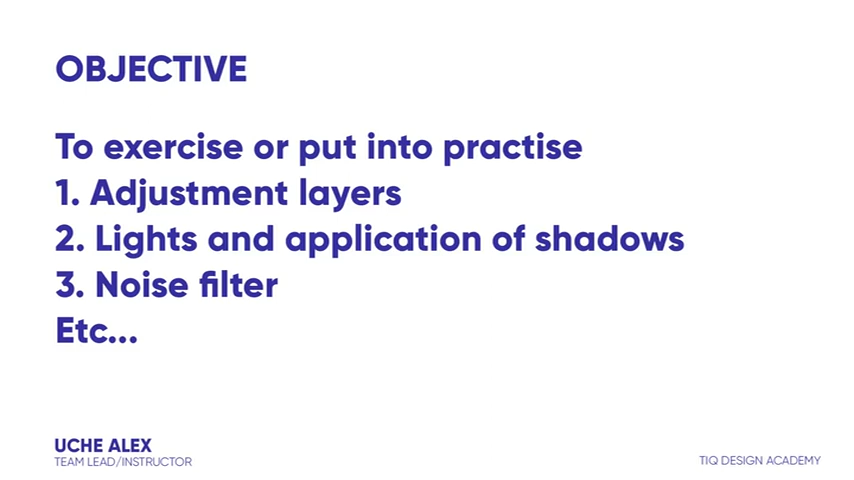 OBJECTIVE
To exercise or put into practise
1. Adjustment layers
2. Lights and application of shadows
3. Noise filter
Etc...
UCHE ALEX
TEAM LEAD/INSTRUCTOR
TIQ DESIGN ACADEMY